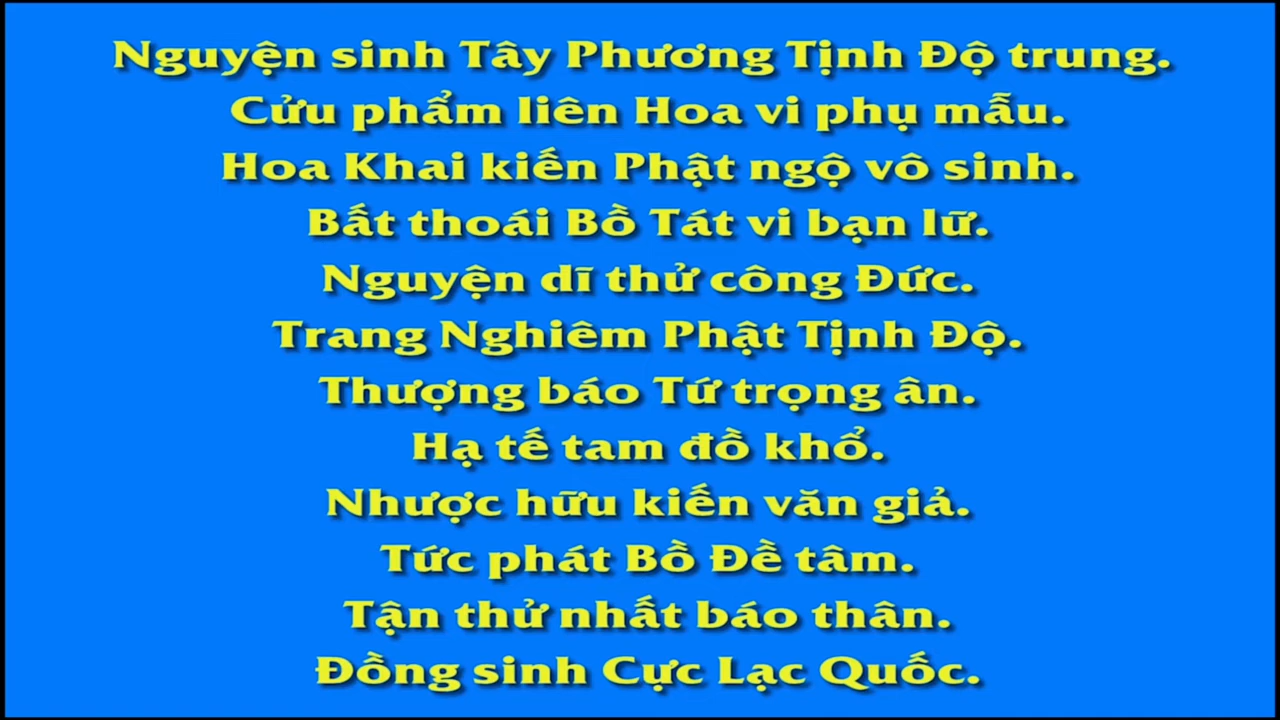 Nguyện sinh Tây Phương Tịnh Độ trung.
Cửu phẩm liên Hoa vi phụ mẫu.
Hoa Khai kiến Phật ngộ vô sinh.
Bất thoái Bồ Tát vi bạn lữ.
Nguyện dĩ thử công Đức.
Trang Nghiêm Phật Tịnh Độ.
Thượng báo Tứ trọng ân.
Hạ tế tam đồ khổ.
Nhược hữu kiến văn giả.
Tức phát Bồ Đề tâm.
Tận thử nhất báo thân.
Đồng sinh Cực Lạc Quốc.